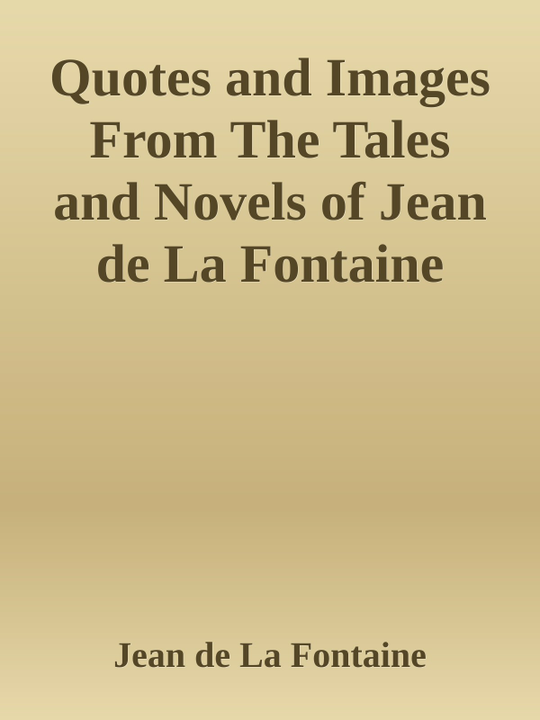 Quotes and Images
From The Tales
and Novels of Jean
de La Fontaine
Jean de La Fontaine